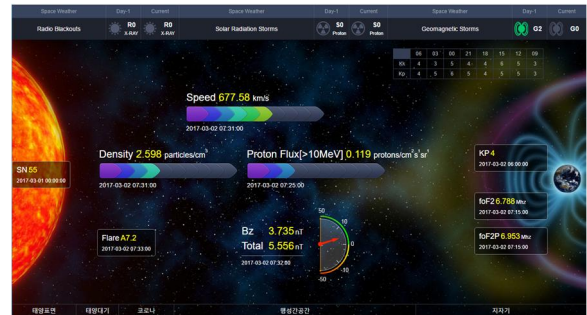 Space Weather Day-1 Current Space Weather Day-1 Current Space Weather Day-1 Current
Radio Blackouts R0 X-RAY R0 X-RAY Solar Radiation Storms S0 Proton S0 Proton Geomagnetic Storms G2 G0
06 03 00 21 18 15 12 09
Kh 4 3 5 4 4 6 5 3
Kp 4 5 6 5 4 5 5 3
Speed 677.58 km/s
2017-03-02 07:31:00
Density 2.598 particles/cm³
2017-03-02 07:31:00
Proton Flux[>10MeV] 0.119 protons/cm²s¹sr¹
2017-03-02 07:25:00
KP 4
2017-03-02 06:00:00
SN 55
2017-03-01 00:00:00
foF2 6.788 Mhz
2017-03-02 07:15:00
Flare A7.2
2017-03-02 07:33:00
Bz 3.735 nT
Total 5.556 nT
2017-03-02 07:32:00
50
10
0
-10
-50
foF2P 6.953 Mhz
2017-03-02 07:15:00
태양표면 태양대기 코로나 행성간공간 지자기